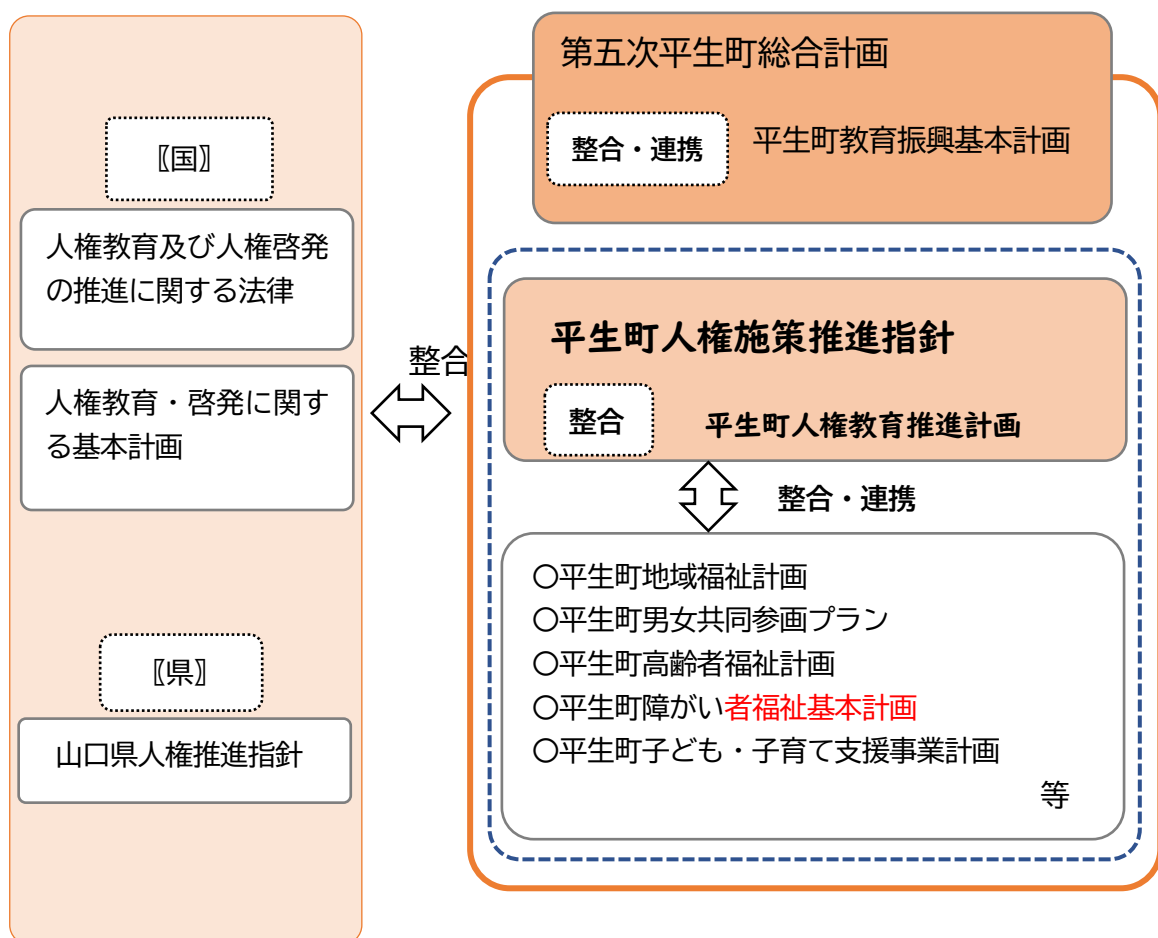 〖国〗
人権教育及び人権啓発
の推進に関する法律
人権教育・啓発に関す
る基本計画
〖県〗
山口県人権推進指針
整合
第五次平生町総合計画
整合・連携
平生町教育振興基本計画
平生町人権施策推進指針
整合
平生町人権教育推進計画
整合・連携
〇平生町地域福祉計画
〇平生町男女共同参画プラン
〇平生町高齢者福祉計画
〇平生町障がい者福祉基本計画
〇平生町子ども・子育て支援事業計画
等